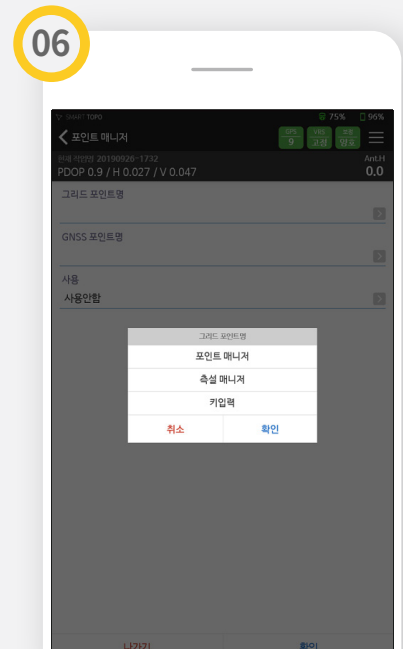 06
SMART TOPO 75% 96%
포인트 매니저 GPS 9 VRS 고정 보통 양호
현재 작업명 20190926-1732 Ant.H
PDOP 0.9 / H 0.027 / V 0.047 0.0
그리드 포인트명
GNSS 포인트명
사용
사용안함
그리드 포인트명
포인트 매니저
측설 매니저
키입력
취소 확인
나가기 확인